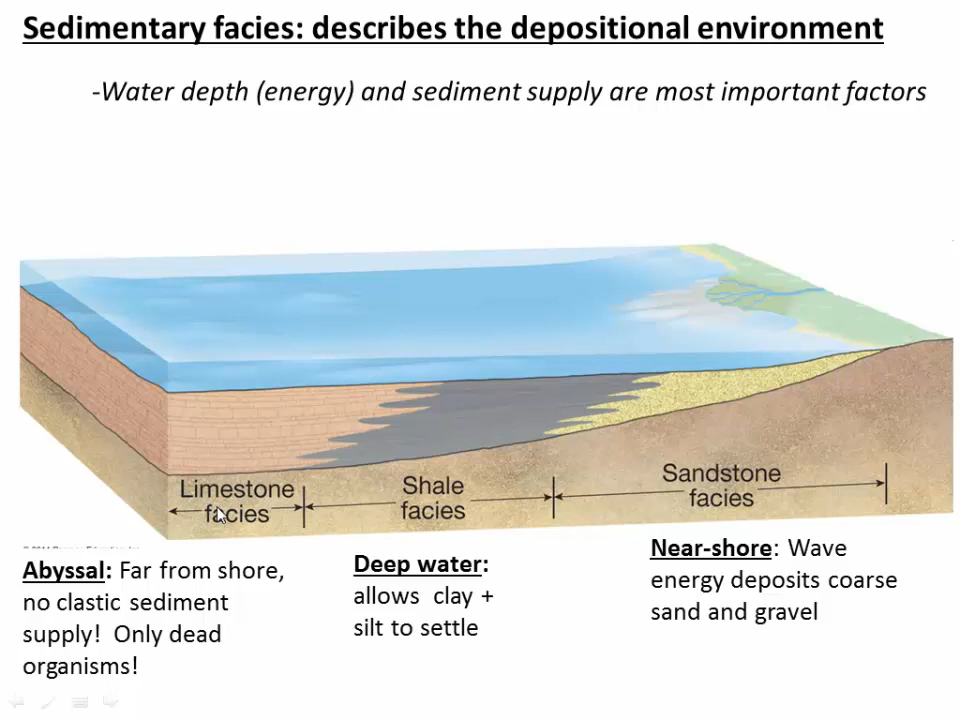 Sedimentary facies: describes the depositional environment
-Water depth (energy) and sediment supply are most important factors
Limestone
facies
Shale
facies
Sandstone
facies
Abyssal: Far from shore,
no clastic sediment
supply! Only dead
organisms!
Deep water:
allows clay +
silt to settle
Near-shore: Wave
energy deposits coarse
sand and gravel